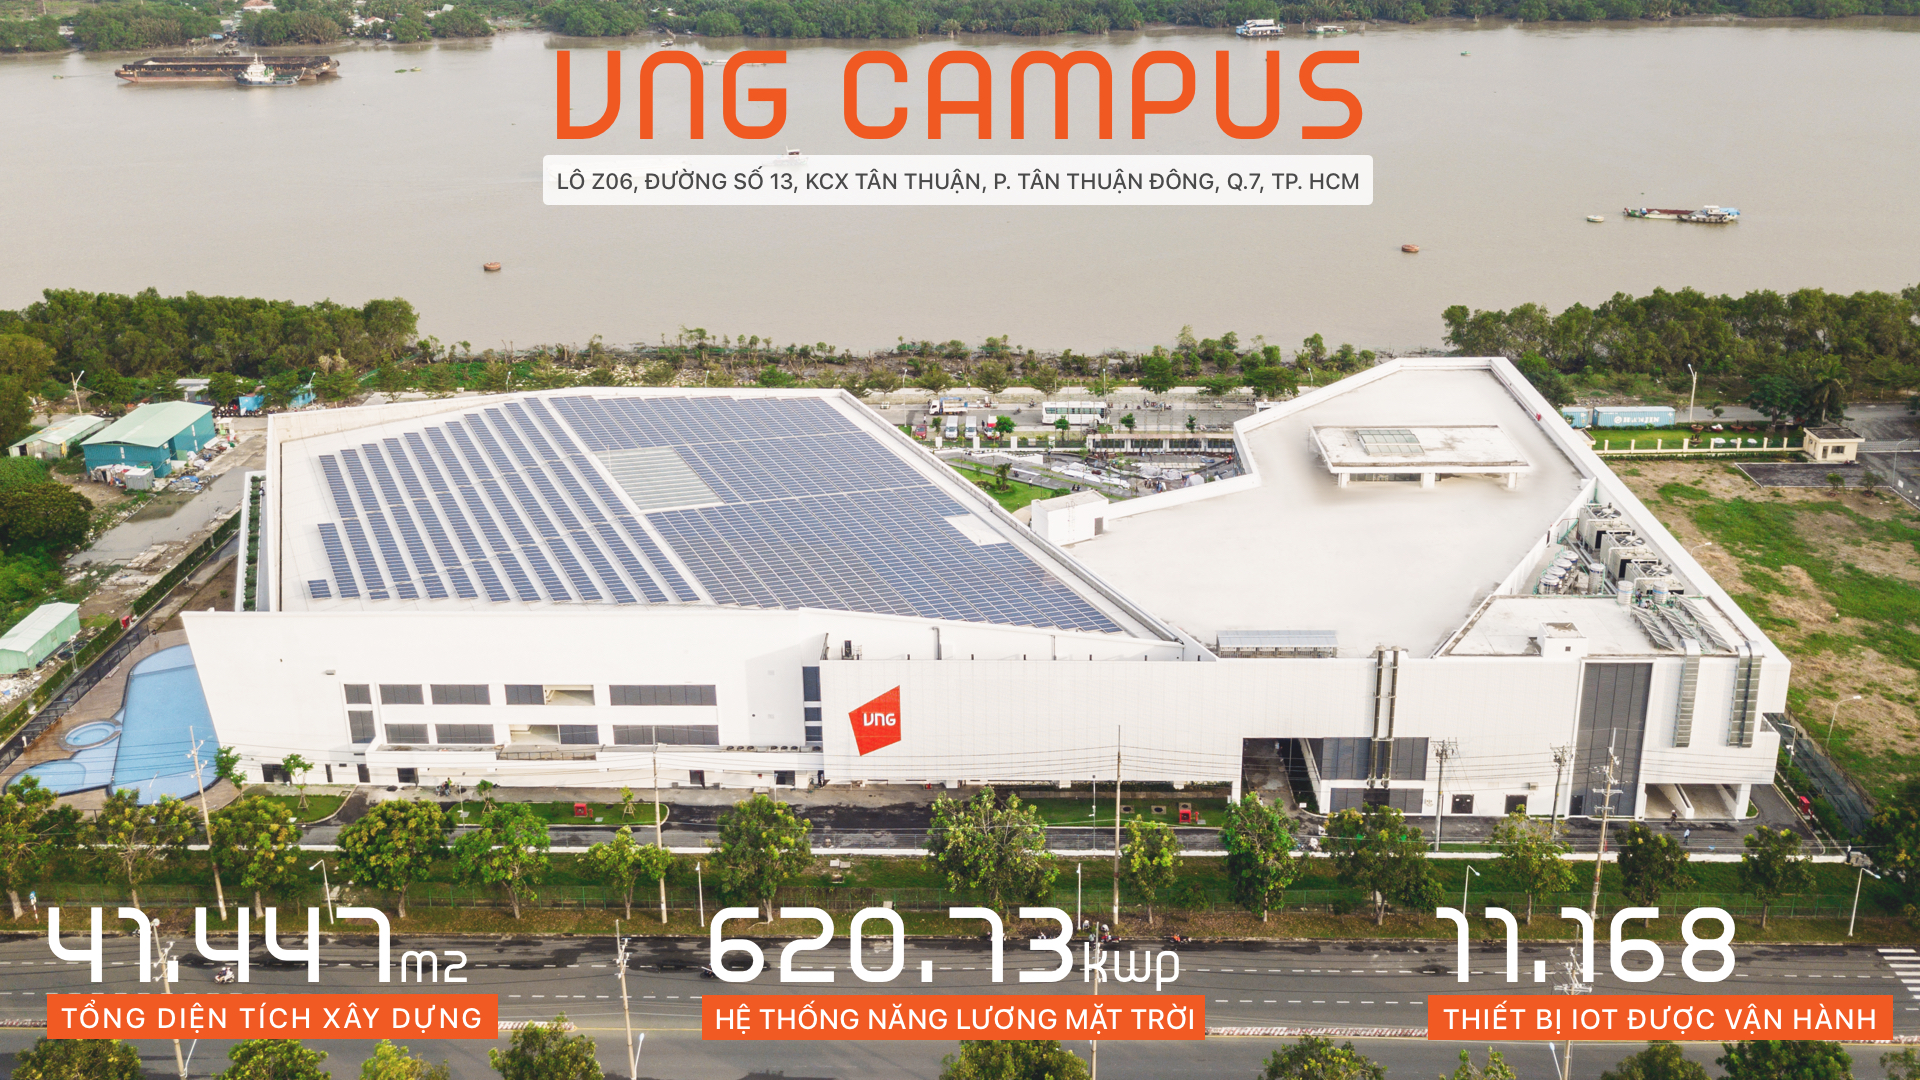 VNG CAMPUS
LÔ Z06, ĐƯỜNG SỐ 13, KCX TÂN THUẬN, P. TÂN THUẬN ĐÔNG, Q.7, TP. HCM
VNG
41.447m2
TỔNG DIỆN TÍCH XÂY DỰNG
620.73kwp
HỆ THỐNG NĂNG LƯƠNG MẶT TRỜI
11.168
THIẾT BỊ IOT ĐƯỢC VẬN HÀNH